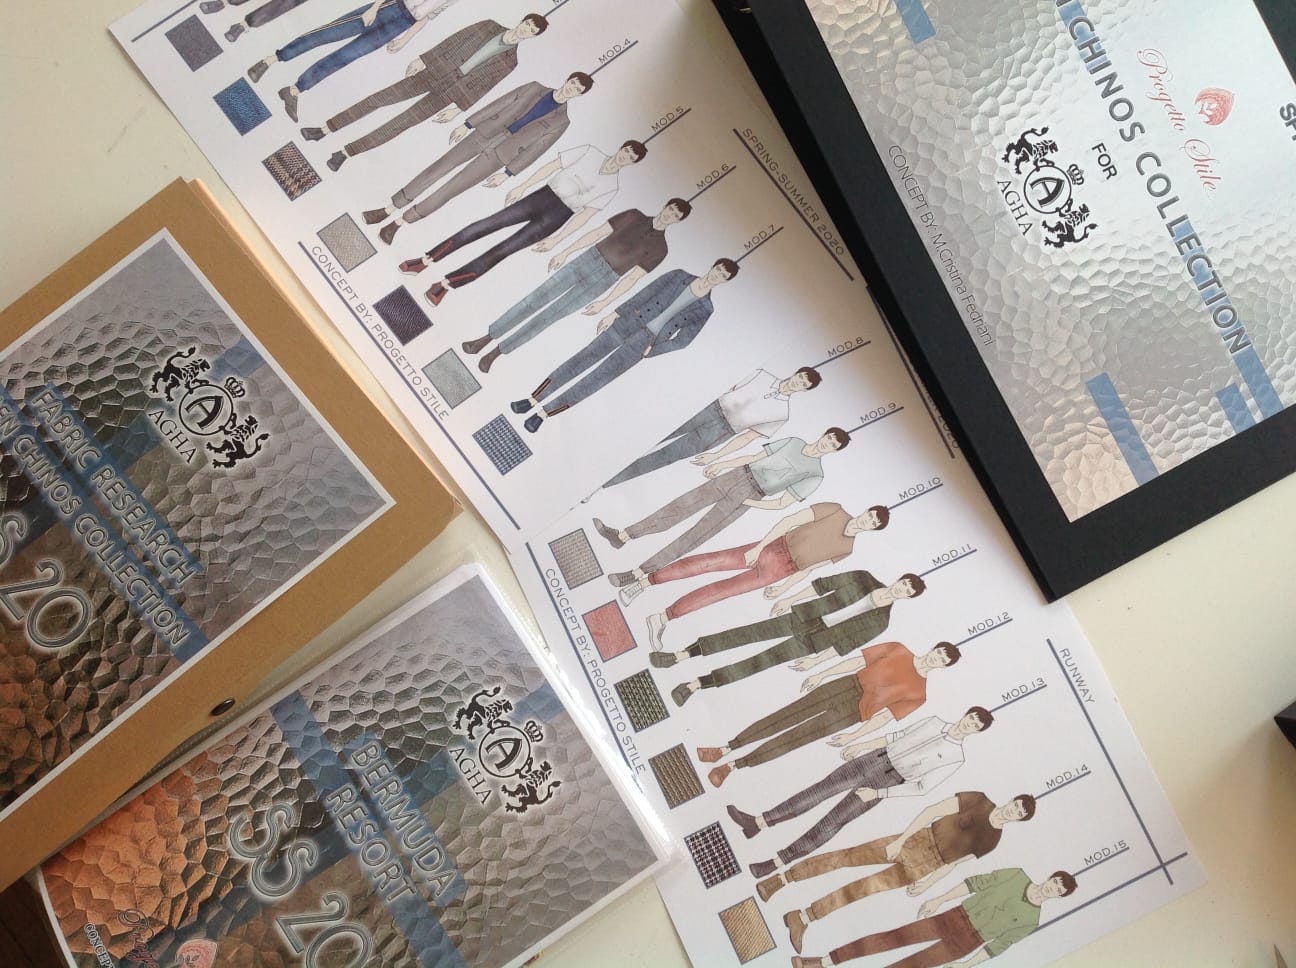 MOD.4
MOD.5
MOD.6
MOD.7
SPRING-SUMMER 2020
CONCEPT BY: PROGETTO STILE
MOD.8
MOD.9
MOD.10
MOD.11
MOD.12
MOD.13
MOD.14
MOD.15
RUNWAY
CONCEPT BY: PROGETTO STILE
Progetto Stile
CHINOS COLLECTION
FOR
A
AGHA
CONCEPT BY: M.Cristina Fedriani
A
AGHA
FABRIC RESEARCH
CHINOS COLLECTION
S 20
A
AGHA
BERMUDA
RESORT
SS 20